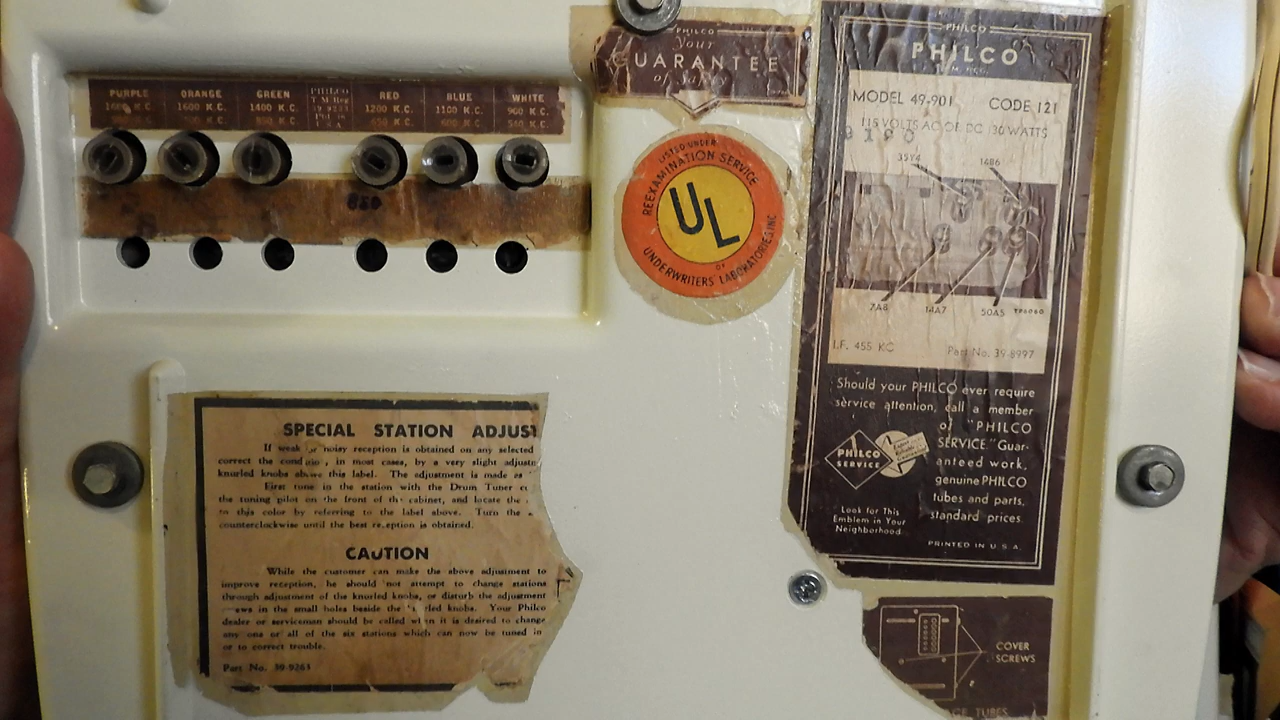 PURPLE ORANGE GREEN PHILCO RED BLUE WHITE
1600 K.C. 1600 K.C. 1400 K.C. T M Reg 1200 K.C. 1100 K.C. 900 K.C.
650 K.C. 540 K.C.
U S A
PHILCO
Your
GUARANTEE
of Safety
LISTED UNDER
REEXAMINATION SERVICE
UL
OF
UNDERWRITERS' LABORATORIES, INC
PHILCO
PHILCO
MODEL 49-901 CODE 121
115 VOLTS AC OR DC 30 WATTS
35Y4 14B6
7A8 14A7 50A5 TP6060
I.F. 455 KC Part No. 39-8997
Should your PHILCO ever require
service attention, call a member
of "PHILCO
SERVICE." Guar-
anteed work,
genuine PHILCO
tubes and parts,
standard prices.
PHILCO
SERVICE
Look for This
Emblem in Your
Neighborhood.
PRINTED IN U.S.A.
SPECIAL STATION ADJUST
If weak or noisy reception is obtained on any selected
correct the condition, in most cases, by a very slight adjust
knurled knobs above this label. The adjustment is made as
First tune in the station with the Drum Tuner
the tuning pilot on the front of the cabinet, and locate the
to this color by referring to the label above. Turn the
counterclockwise until the best reception is obtained.
CAUTION
While the customer can make the above adjustment to
improve reception, he should not attempt to change stations
through adjustment of the knurled knobs, or disturb the adjustment
in the small holes beside the knurled knobs. Your Philco
dealer or serviceman should be called when it is desired to change
any one or all of the six stations which can now be tuned in
or to correct trouble.
Part No. 39-9263
COVER
SCREWS
TUBES